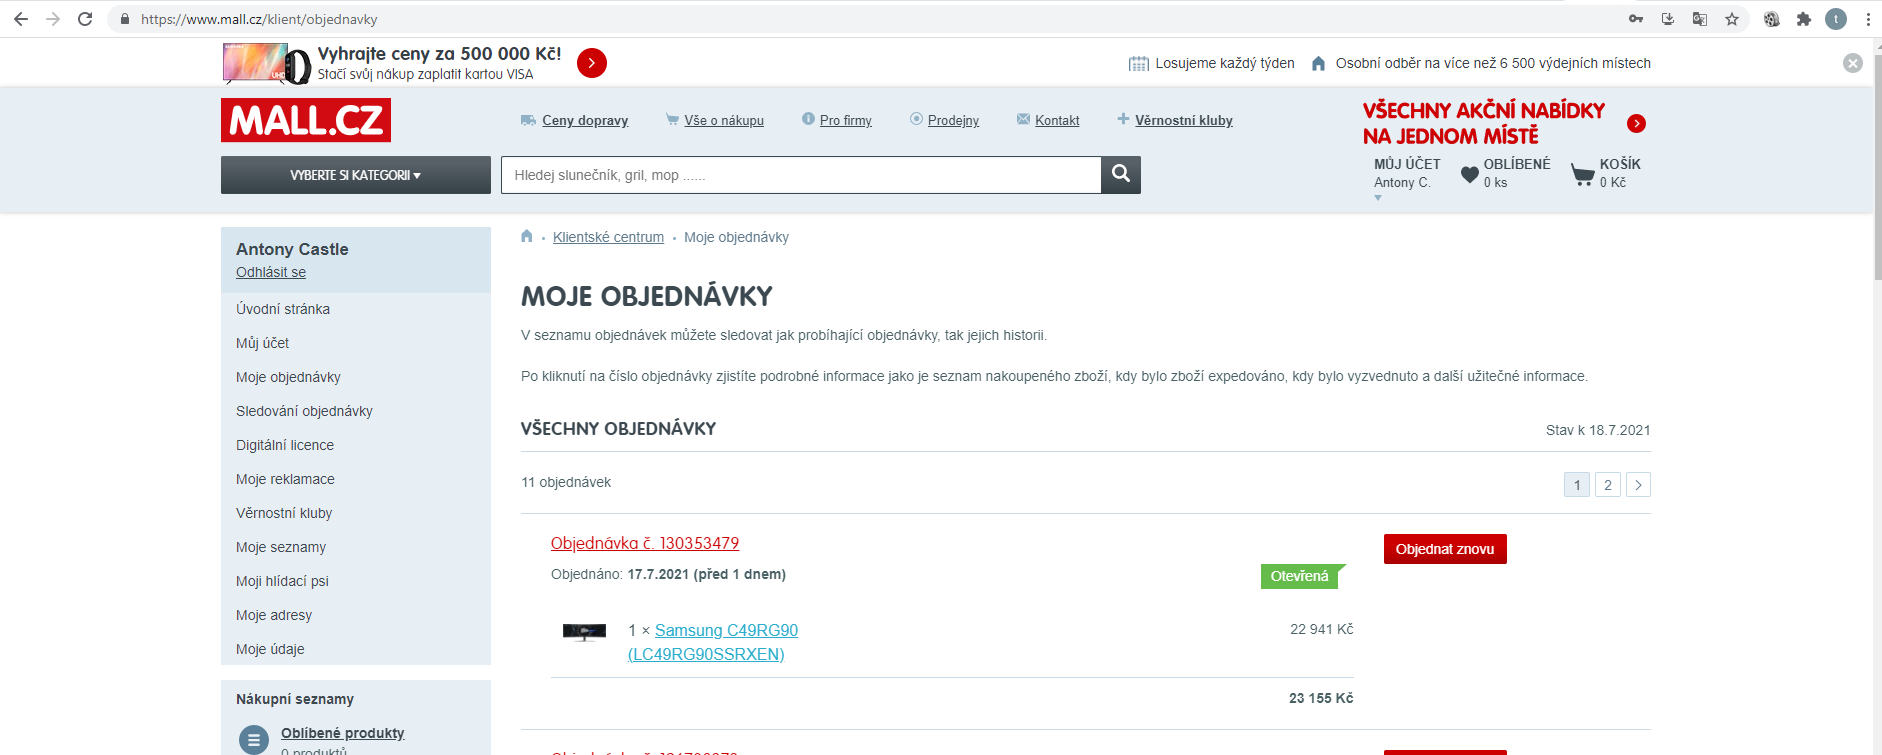 https://www.mall.cz/klient/objednavky
t
Vyhrajte ceny za 500 000 Kč!
Stačí svůj nákup zaplatit kartou VISA
Losujeme každý týden
Osobní odběr na více než 6 500 výdejních místech
MALL.CZ
Ceny dopravy
Vše o nákupu
Pro firmy
Prodejny
Kontakt
Věrnostní kluby
VŠECHNY AKČNÍ NABÍDKY
NA JEDNOM MÍSTĚ
VYBERTE SI KATEGORII
Hledej slunečník, gril, mop ......
MŮJ ÚČET
Antony C.
OBLÍBENÉ
0 ks
KOŠÍK
0 Kč
Antony Castle
Odhlásit se
Úvodní stránka
Můj účet
Moje objednávky
Sledování objednávky
Digitální licence
Moje reklamace
Věrnostní kluby
Moje seznamy
Moji hlídací psi
Moje adresy
Moje údaje
Nákupní seznamy
Oblíbené produkty
0 produktů
Klientské centrum
Moje objednávky
MOJE OBJEDNÁVKY
V seznamu objednávek můžete sledovat jak probíhající objednávky, tak jejich historii.
Po kliknutí na číslo objednávky zjistíte podrobné informace jako je seznam nakoupeného zboží, kdy bylo zboží expedováno, kdy bylo vyzvednuto a další užitečné informace.
VŠECHNY OBJEDNÁVKY
Stav k 18.7.2021
11 objednávek
1 2
Objednávka č. 130353479
Objednat znovu
Objednáno: 17.7.2021 (před 1 dnem)
Otevřená
1 × Samsung C49RG90
(LC49RG90SSRXEN)
22 941 Kč
23 155 Kč